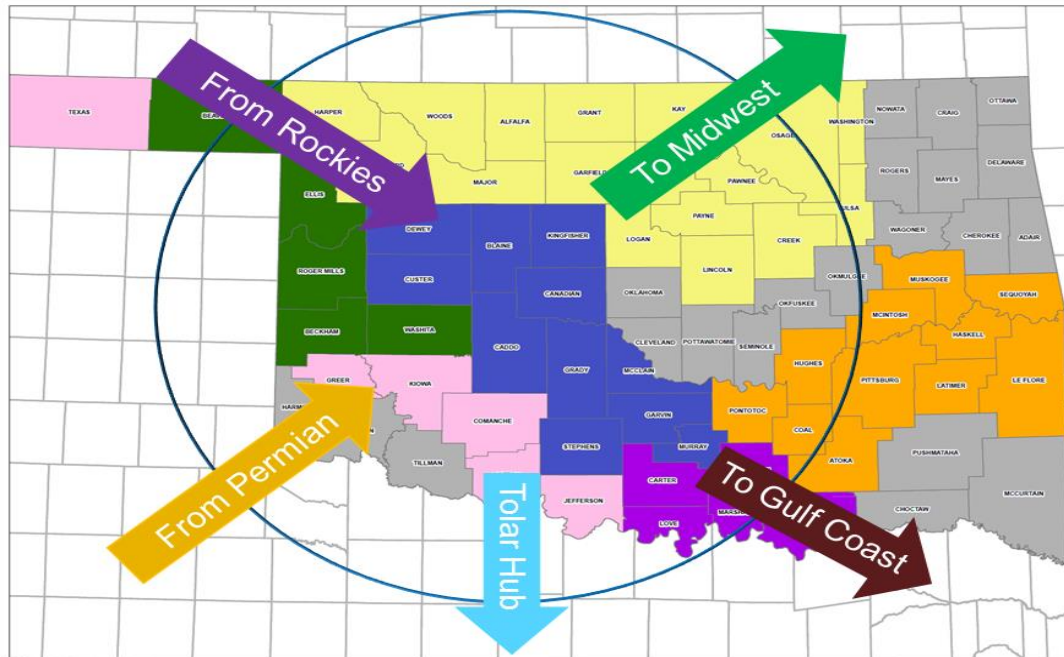 From Rockies
To Midwest
From Permian
Tolar Hub
To Gulf Coast
TEXAS
HARPER
WOODS
ALFALFA
GRANT
KAY
OSAGE
WASHINGTON
NOWATA
CRAIG
OTTAWA
ELLIS
MAJOR
GARFIELD
PAWNEE
ROGERS
MAYES
DELAWARE
DEWEY
BLAINE
KINGFISHER
LOGAN
PAYNE
CREEK
WAGONER
CHEROKEE
ADAIR
ROGER MILLS
CUSTER
CANADIAN
OKLAHOMA
LINCOLN
OKMULGEE
MUSKOGEE
SEQUOYAH
BECKHAM
WASHITA
CADDO
GRADY
CLEVELAND
POTTAWATOMIE
SEMINOLE
OKFUSKEE
MCINTOSH
HASKELL
GREER
KIOWA
MCCLAIN
HUGHES
PITTSBURG
LATIMER
LE FLORE
COMANCHE
STEPHENS
GARVIN
MURRAY
PONTOTOC
COAL
ATOKA
PUSHMATAHA
TILLMAN
JEFFERSON
CARTER
LOVE
CHOCTAW
MCCURTAIN